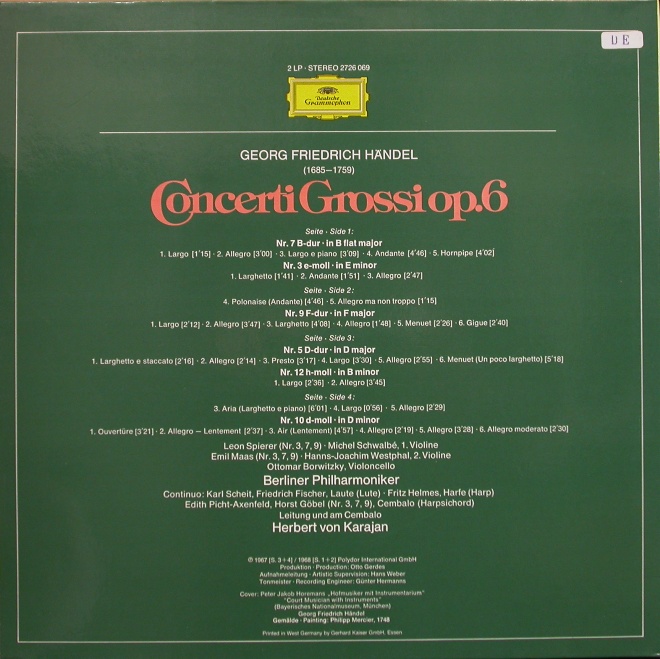 DE
2 LP · STEREO 2726 069
Deutsche
Grammophon
GEORG FRIEDRICH HÄNDEL
(1685—1759)
Concerti Grossi op.6
Seite · Side 1:
Nr. 7 B-dur · in B flat major
1. Largo [1'15] · 2. Allegro [3'00] · 3. Largo e piano [3'09] · 4. Andante [4'46] · 5. Hornpipe [4'02]
Nr. 3 e-moll · in E minor
1. Larghetto [1'41] · 2. Andante [1'51] · 3. Allegro [2'47]
Seite · Side 2:
4. Polonaise (Andante) [4'46] · 5. Allegro ma non troppo [1'15]
Nr. 9 F-dur · in F major
1. Largo [2'12] · 2. Allegro [3'47] · 3. Larghetto [4'08] · 4. Allegro [1'48] · 5. Menuet [2'26] · 6. Gigue [2'40]
Seite · Side 3:
Nr. 5 D-dur · in D major
1. Larghetto e staccato [2'16] · 2. Allegro [2'14] · 3. Presto [3'17] · 4. Largo [3'30] · 5. Allegro [2'55] · 6. Menuet (Un poco larghetto) [5'18]
Nr. 12 h-moll · in B minor
1. Largo [2'36] · 2. Allegro [3'45]
Seite · Side 4:
3. Aria (Larghetto e piano) [6'01] · 4. Largo [0'56] · 5. Allegro [2'29]
Nr. 10 d-moll · in D minor
1. Ouvertüre [3'21] · 2. Allegro — Lentement [2'37] · 3. Air (Lentement) [4'57] · 4. Allegro [2'19] · 5. Allegro [3'28] · 6. Allegro moderato [2'30]
Leon Spierer (Nr. 3, 7, 9) · Michel Schwalbé, 1. Violine
Emil Maas (Nr. 3, 7, 9) · Hanns-Joachim Westphal, 2. Violine
Ottomar Borwitzky, Violoncello
Berliner Philharmoniker
Continuo: Karl Scheit, Friedrich Fischer, Laute (Lute) · Fritz Helmes, Harfe (Harp)
Edith Picht-Axenfeld, Horst Göbel (Nr. 3, 7, 9), Cembalo (Harpsichord)
Leitung und am Cembalo
Herbert von Karajan
℗ 1967 [S. 3+4] / 1968 [S. 1+2] Polydor International GmbH
Produktion · Production: Otto Gerdes
Aufnahmeleitung · Artistic Supervision: Hans Weber
Tonmeister · Recording Engineer: Günter Hermanns
Cover: Peter Jakob Horemans „Hofmusiker mit Instrumentarium"
"Court Musician with Instruments"
(Bayerisches Nationalmuseum, München)
Georg Friedrich Händel
Gemälde · Painting: Philipp Mercier, 1748
Printed in West Germany by Gerhard Kaiser GmbH, Essen